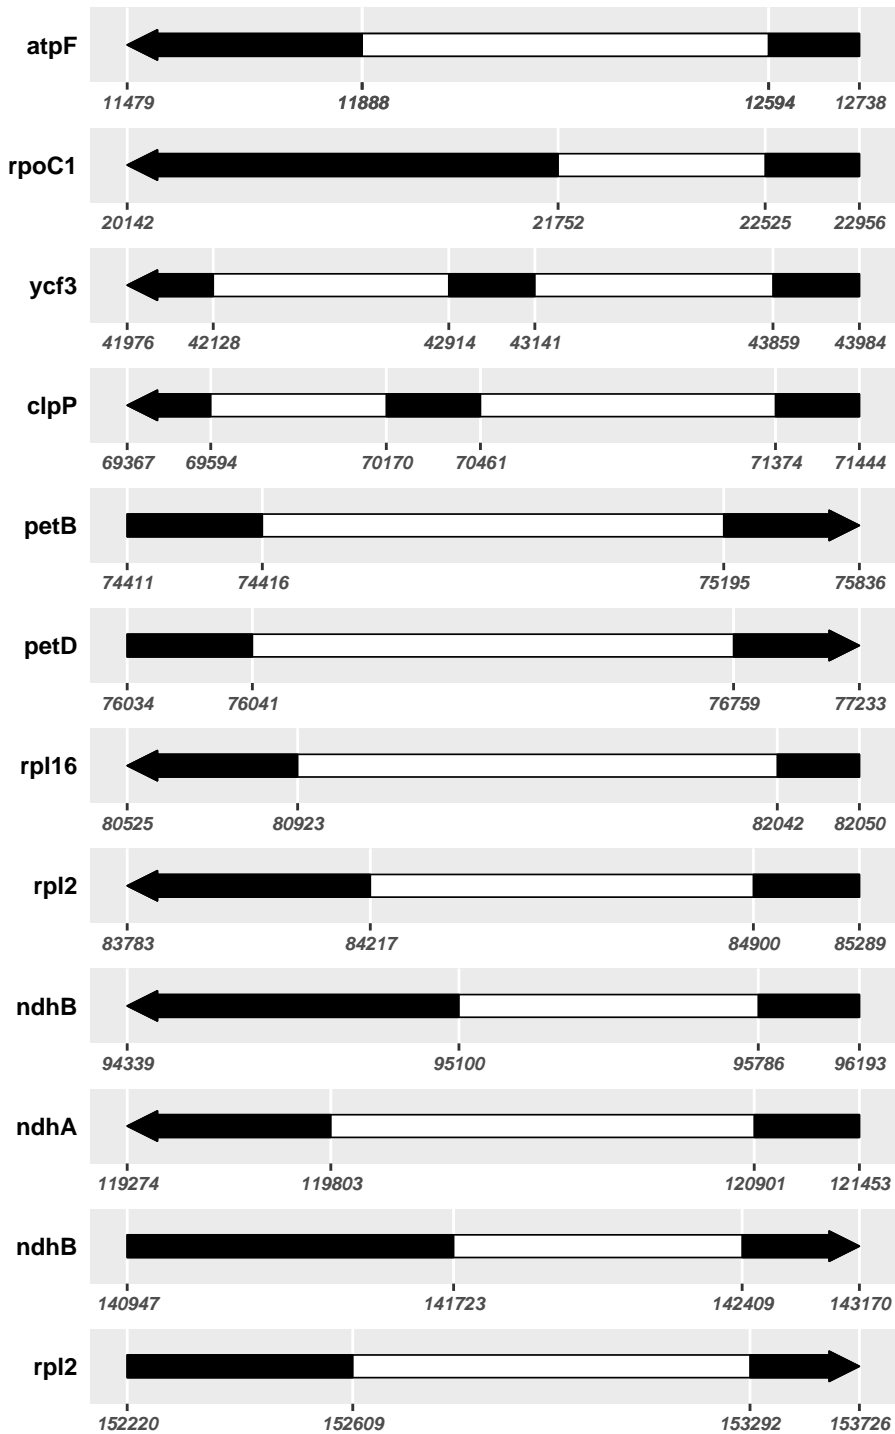 atpF
11479 11888 12594 12738
rpoC1
20142 21752 22525 22956
ycf3
41976 42128 42914 43141 43859 43984
clpP
69367 69594 70170 70461 71374 71444
petB
74411 74416 75195 75836
petD
76034 76041 76759 77233
rpl16
80525 80923 82042 82050
rpl2
83783 84217 84900 85289
ndhB
94339 95100 95786 96193
ndhA
119274 119803 120901 121453
ndhB
140947 141723 142409 143170
rpl2
152220 152609 153292 153726